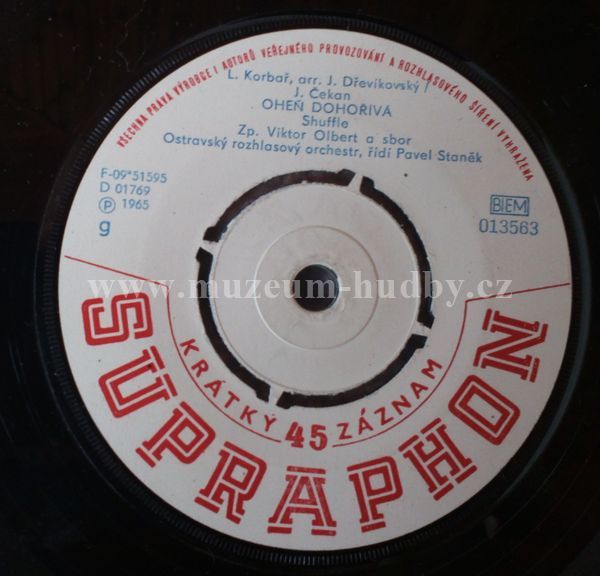 VŠECHNA PRÁVA VÝROBCE I AUTORŮ VEŘEJNÉHO PROVOZOVÁNÍ A ROZHLASOVÉHO ŠÍŘENÍ VYHRAZENA
L. Korbař, arr. J. Dřevikovský /
J. Čekan
OHEŇ DOHOŘÍVÁ
Shuffle
Zp. Viktor Olbert a sbor
Ostravský rozhlasový orchestr, řídí Pavel Staněk
F-09*51595
D 01769
Ⓟ 1965
g
BIEM
013563
www.muzeum-hudby.cz
KRÁTKÝ 45 ZÁZNAM
SUPRAPHON